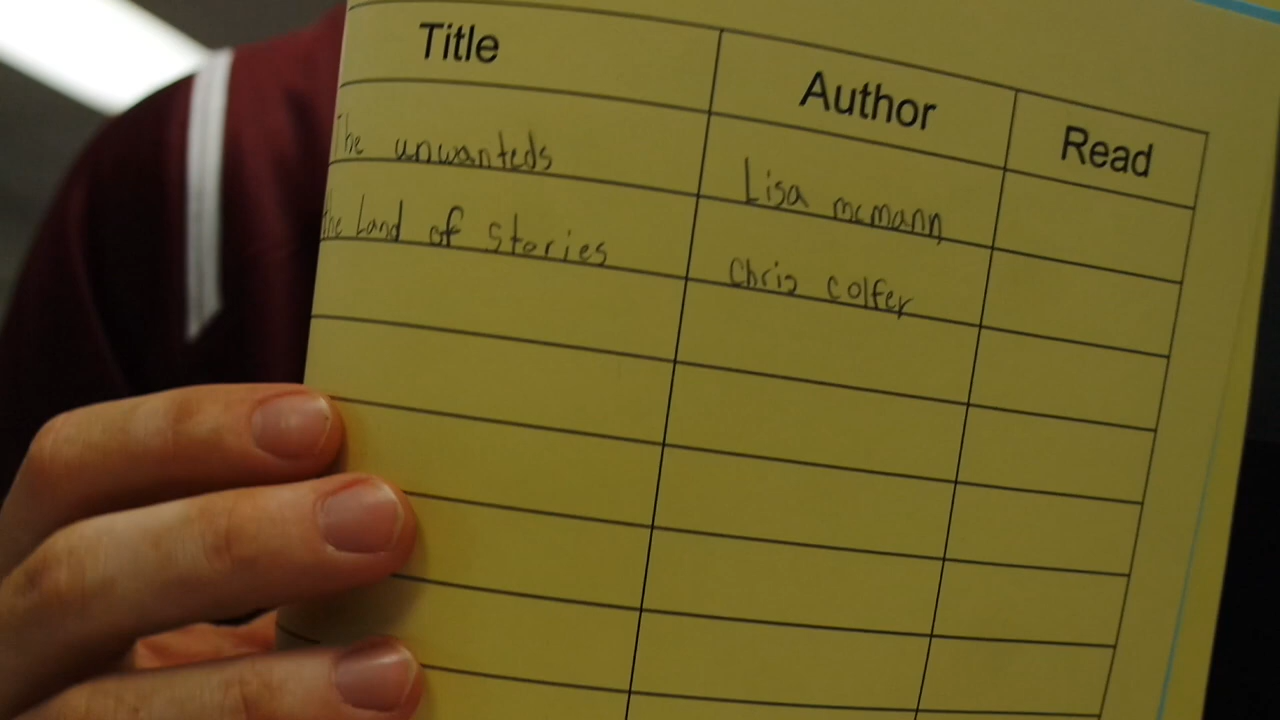 Title Author Read
The unwanteds Lisa mcmann
the Land of Stories Chris colfer